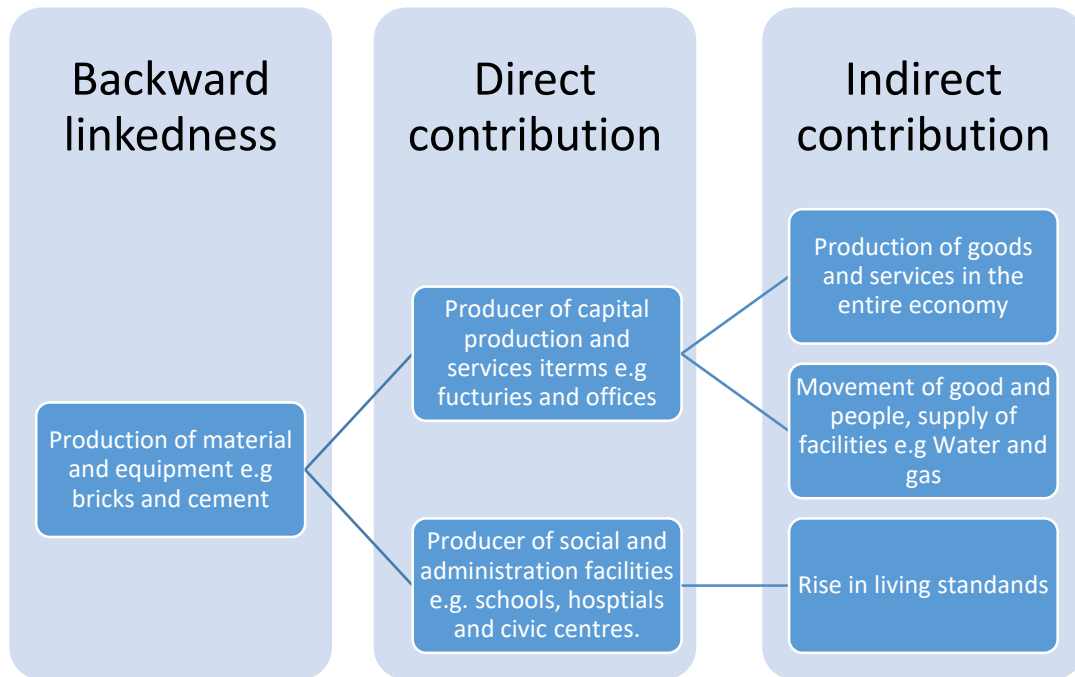 Backward
linkedness
Direct
contribution
Indirect
contribution
Production of material
and equipment e.g
bricks and cement
Producer of capital
production and
services iterms e.g
fucturies and offices
Producer of social and
administration facilities
e.g. schools, hosptials
and civic centres.
Production of goods
and services in the
entire economy
Movement of good and
people, supply of
facilities e.g Water and
gas
Rise in living standands